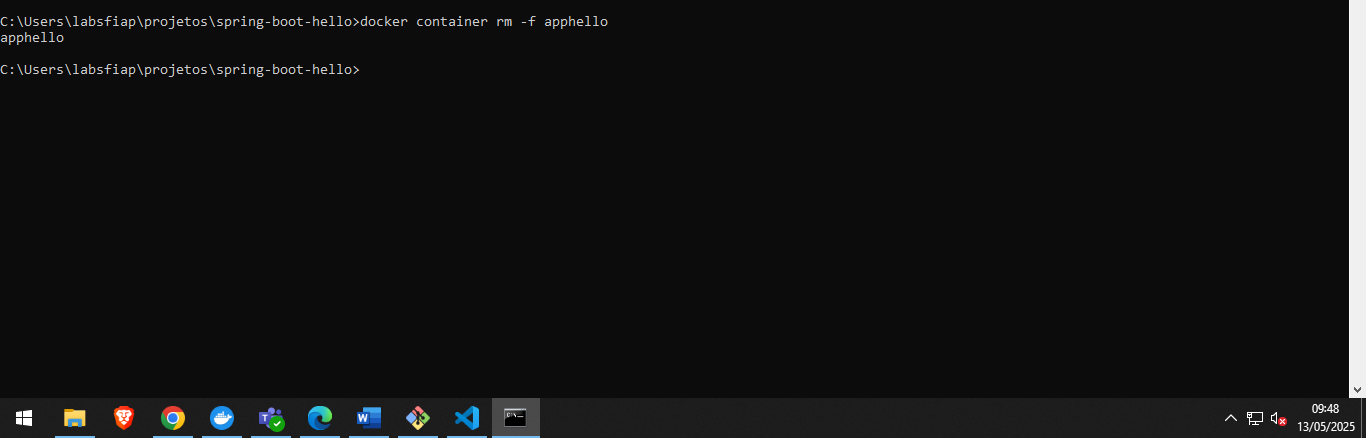 C:\Users\labsfiap\projetos\spring-boot-hello>docker container rm -f apphello
apphello
C:\Users\labsfiap\projetos\spring-boot-hello>
09:48
13/05/2025